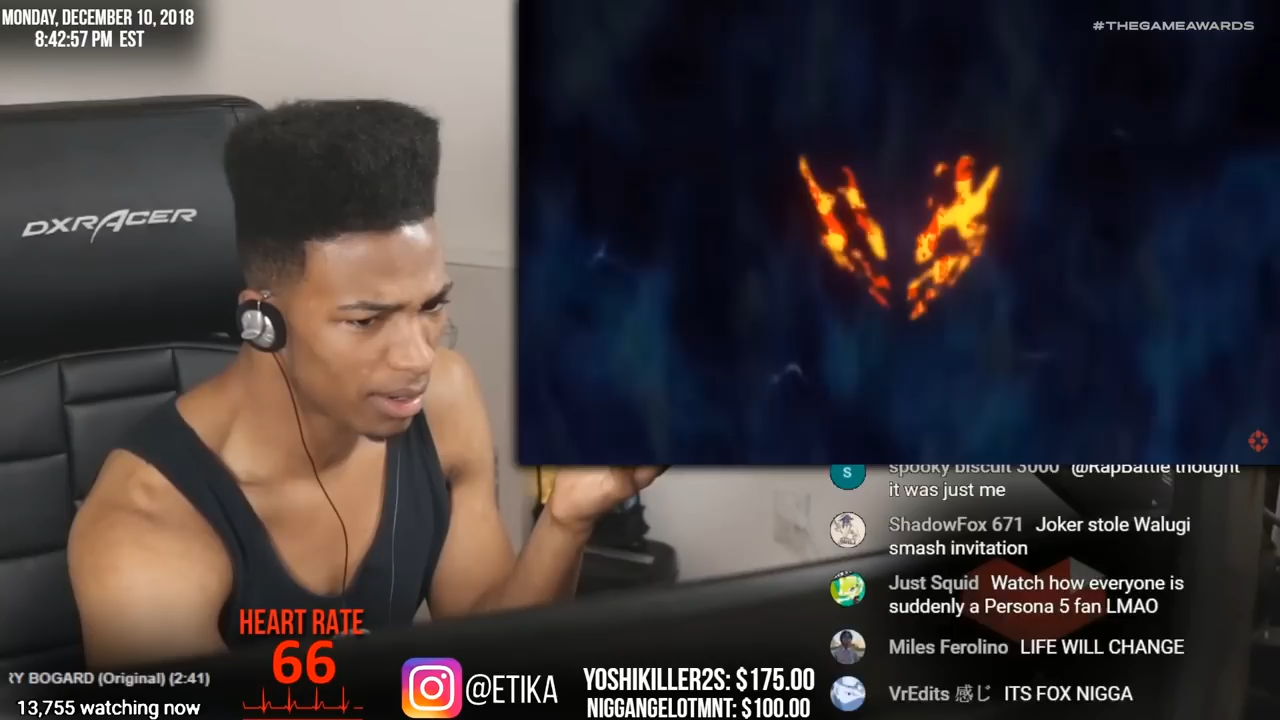 MONDAY, DECEMBER 10, 2018
8:42:57 PM EST
#THEGAMEAWARDS
DXRACER
spooky biscuit 3000 @RapBattle thought
it was just me
ShadowFox 671 Joker stole Walugi
smash invitation
Just Squid Watch how everyone is
suddenly a Persona 5 fan LMAO
Miles Ferolino LIFE WILL CHANGE
VrEdits 感じ ITS FOX NIGGA
S
HEART RATE
66
RY BOGARD (Original) (2:41)
13,755 watching now
@ETIKA
YOSHIKILLER2S: $175.00
NIGGANGELOTMNT: $100.00